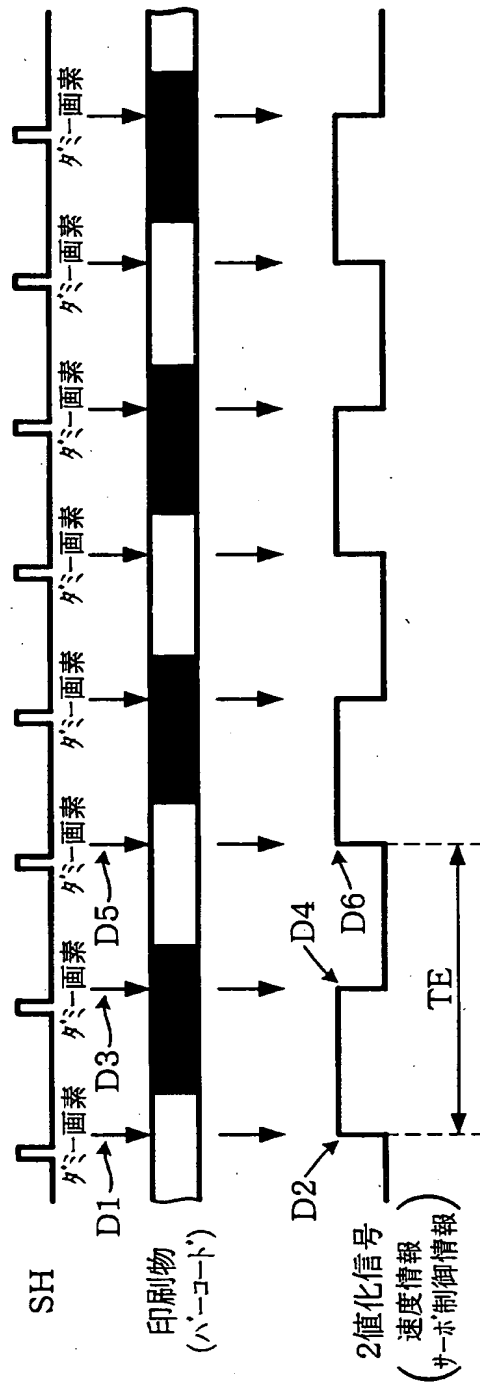 SH
ダミー画素 ダミー画素 ダミー画素 ダミー画素 ダミー画素 ダミー画素 ダミー画素 ダミー画素
D1 D3 D5
印刷物
(バーコード)
D2 D4 D6
2値化信号
速度情報
(サーボ制御情報)
TE